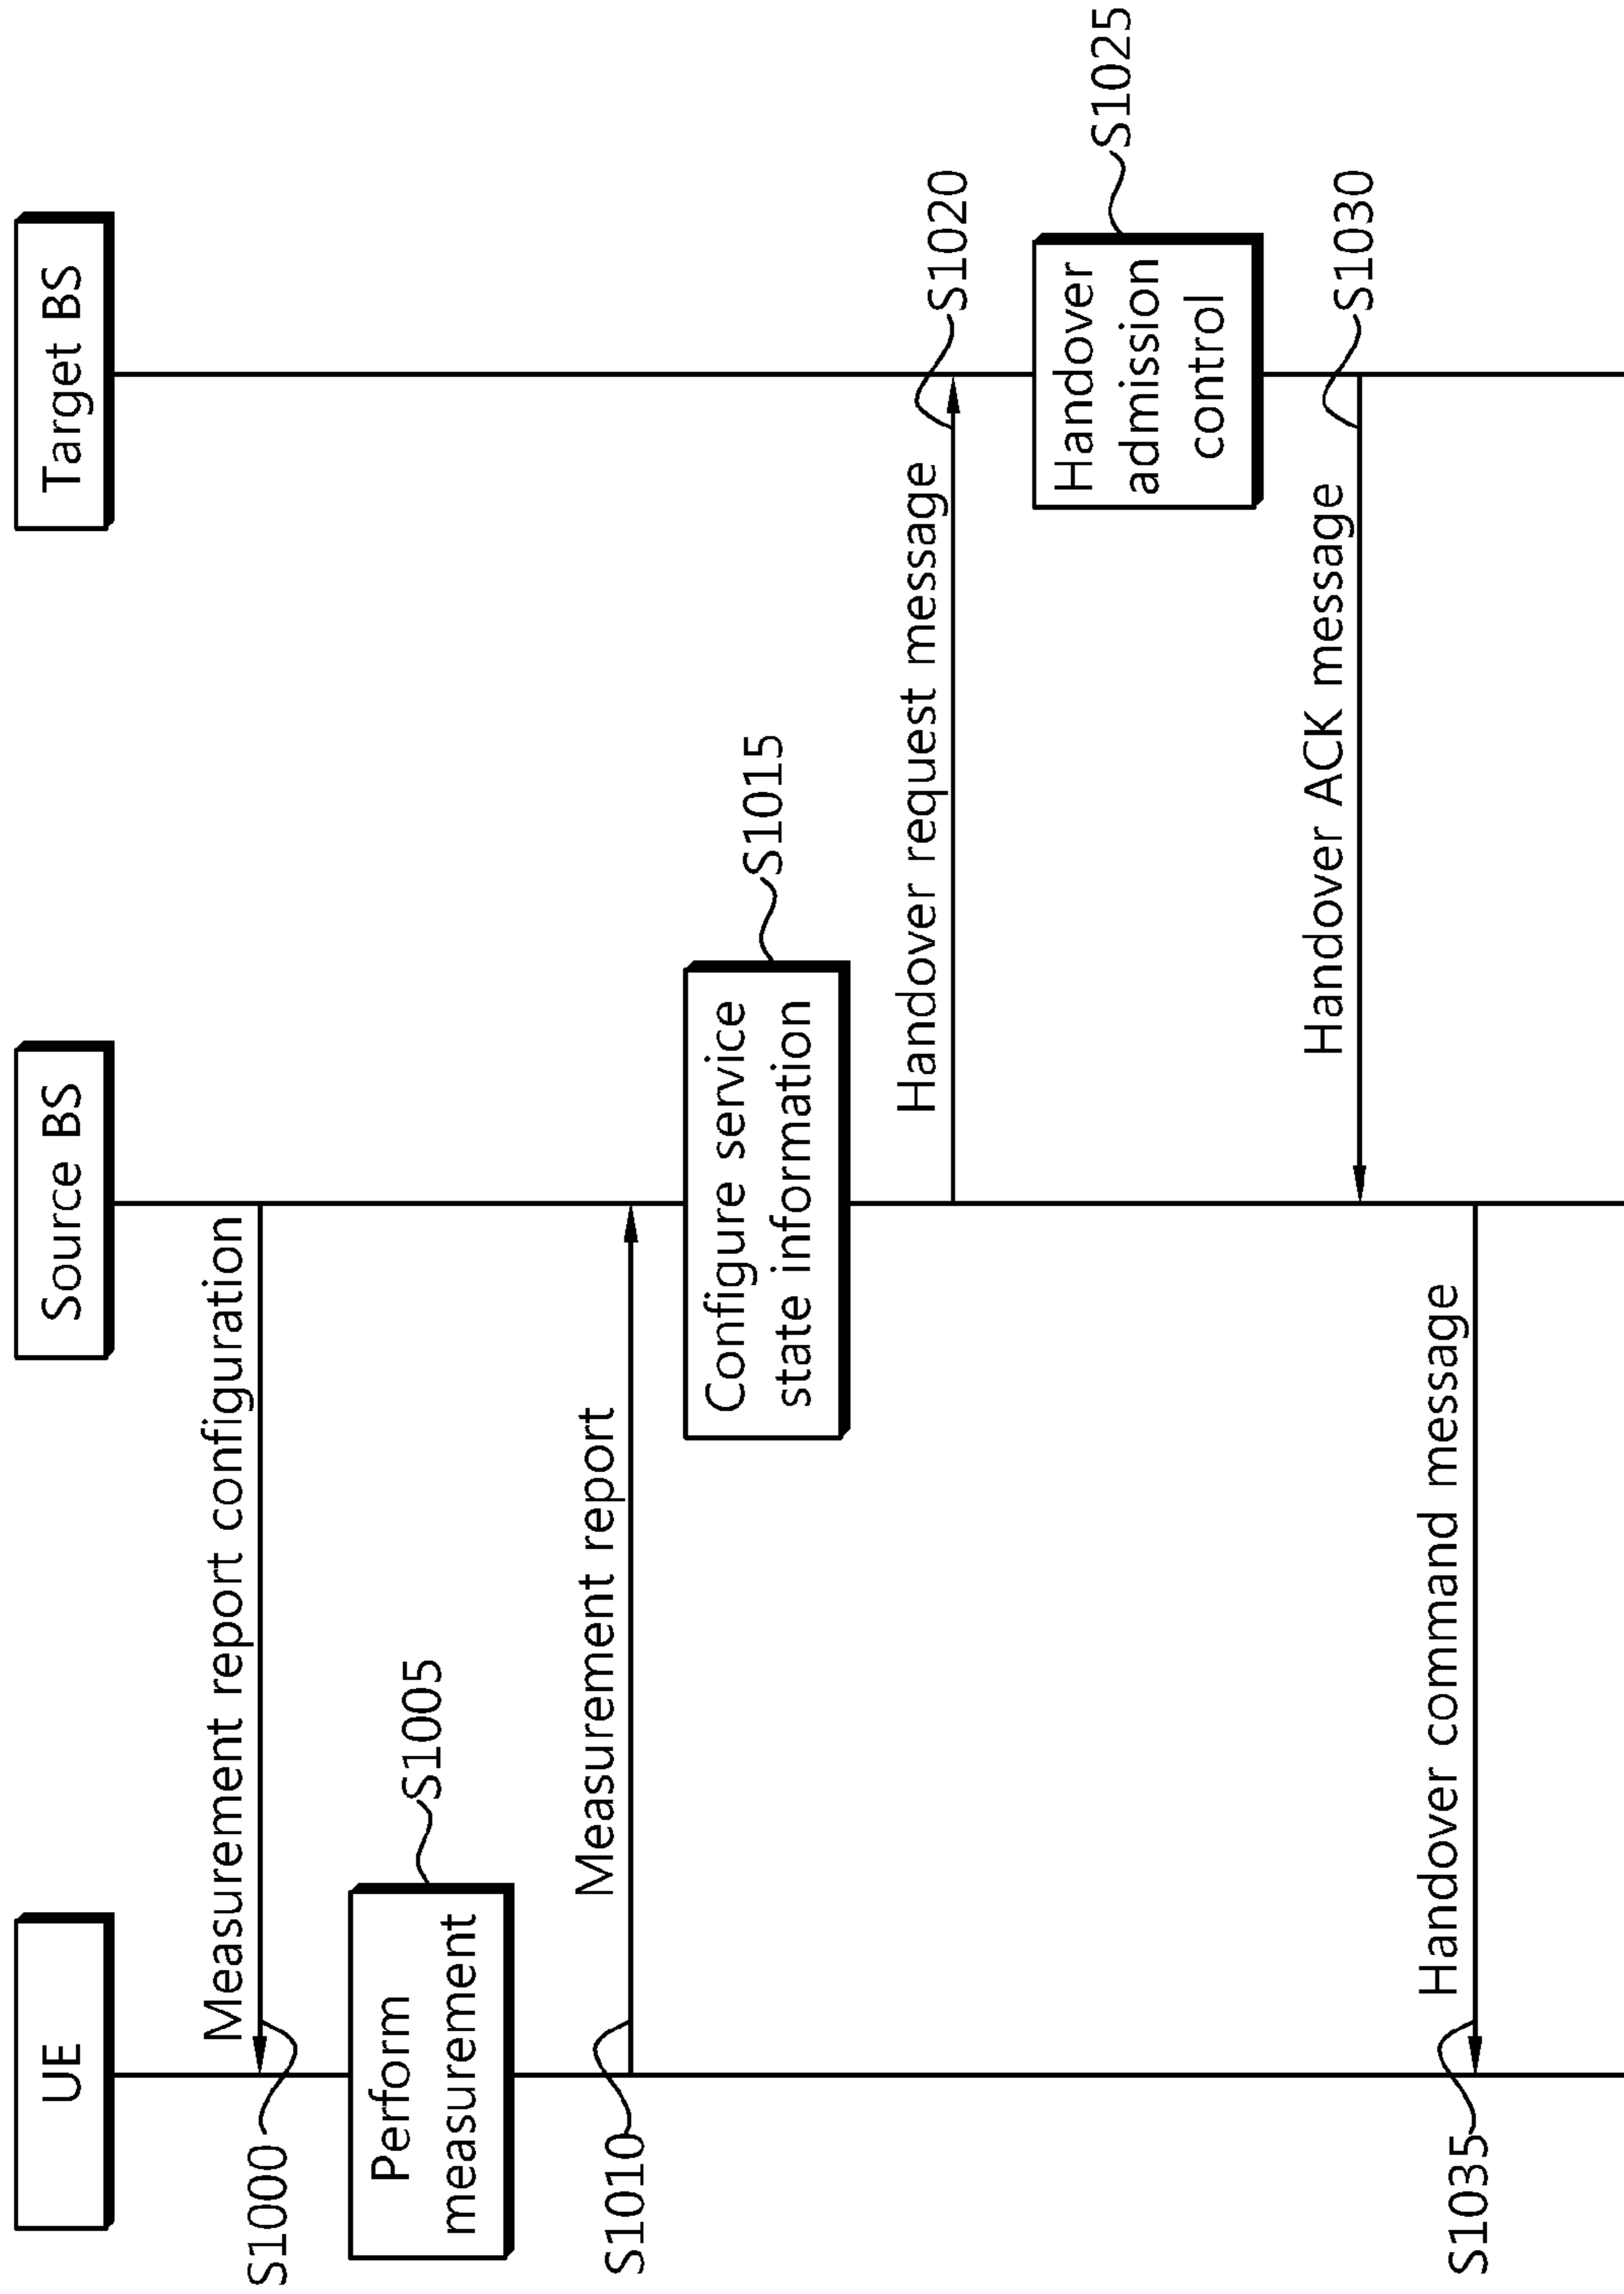 UE
Source BS
Target BS
Measurement report configuration
S1000
Perform
measurement
S1005
Measurement report
S1010
Configure service
state information
S1015
Handover request message
S1020
Handover
admission
control
S1025
Handover ACK message
S1030
Handover command message
S1035